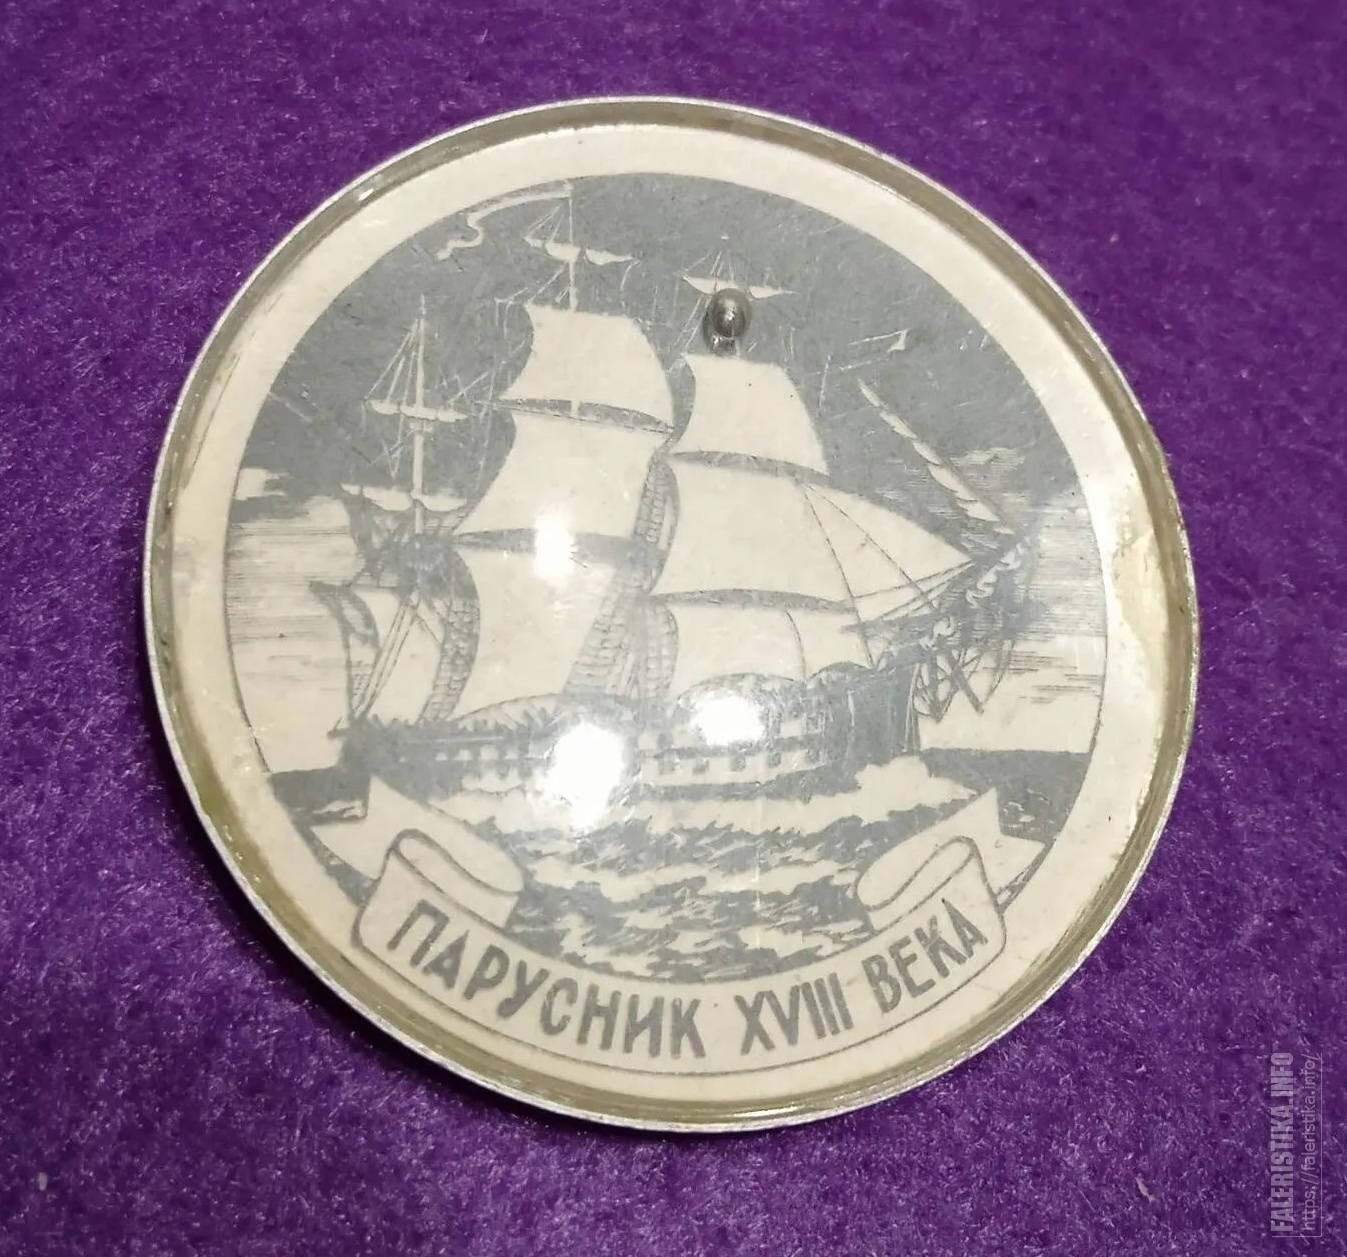 ПАРУСНИК XVIII ВЕКА
FALERISTIKA.INFO
https://faleristika.info/